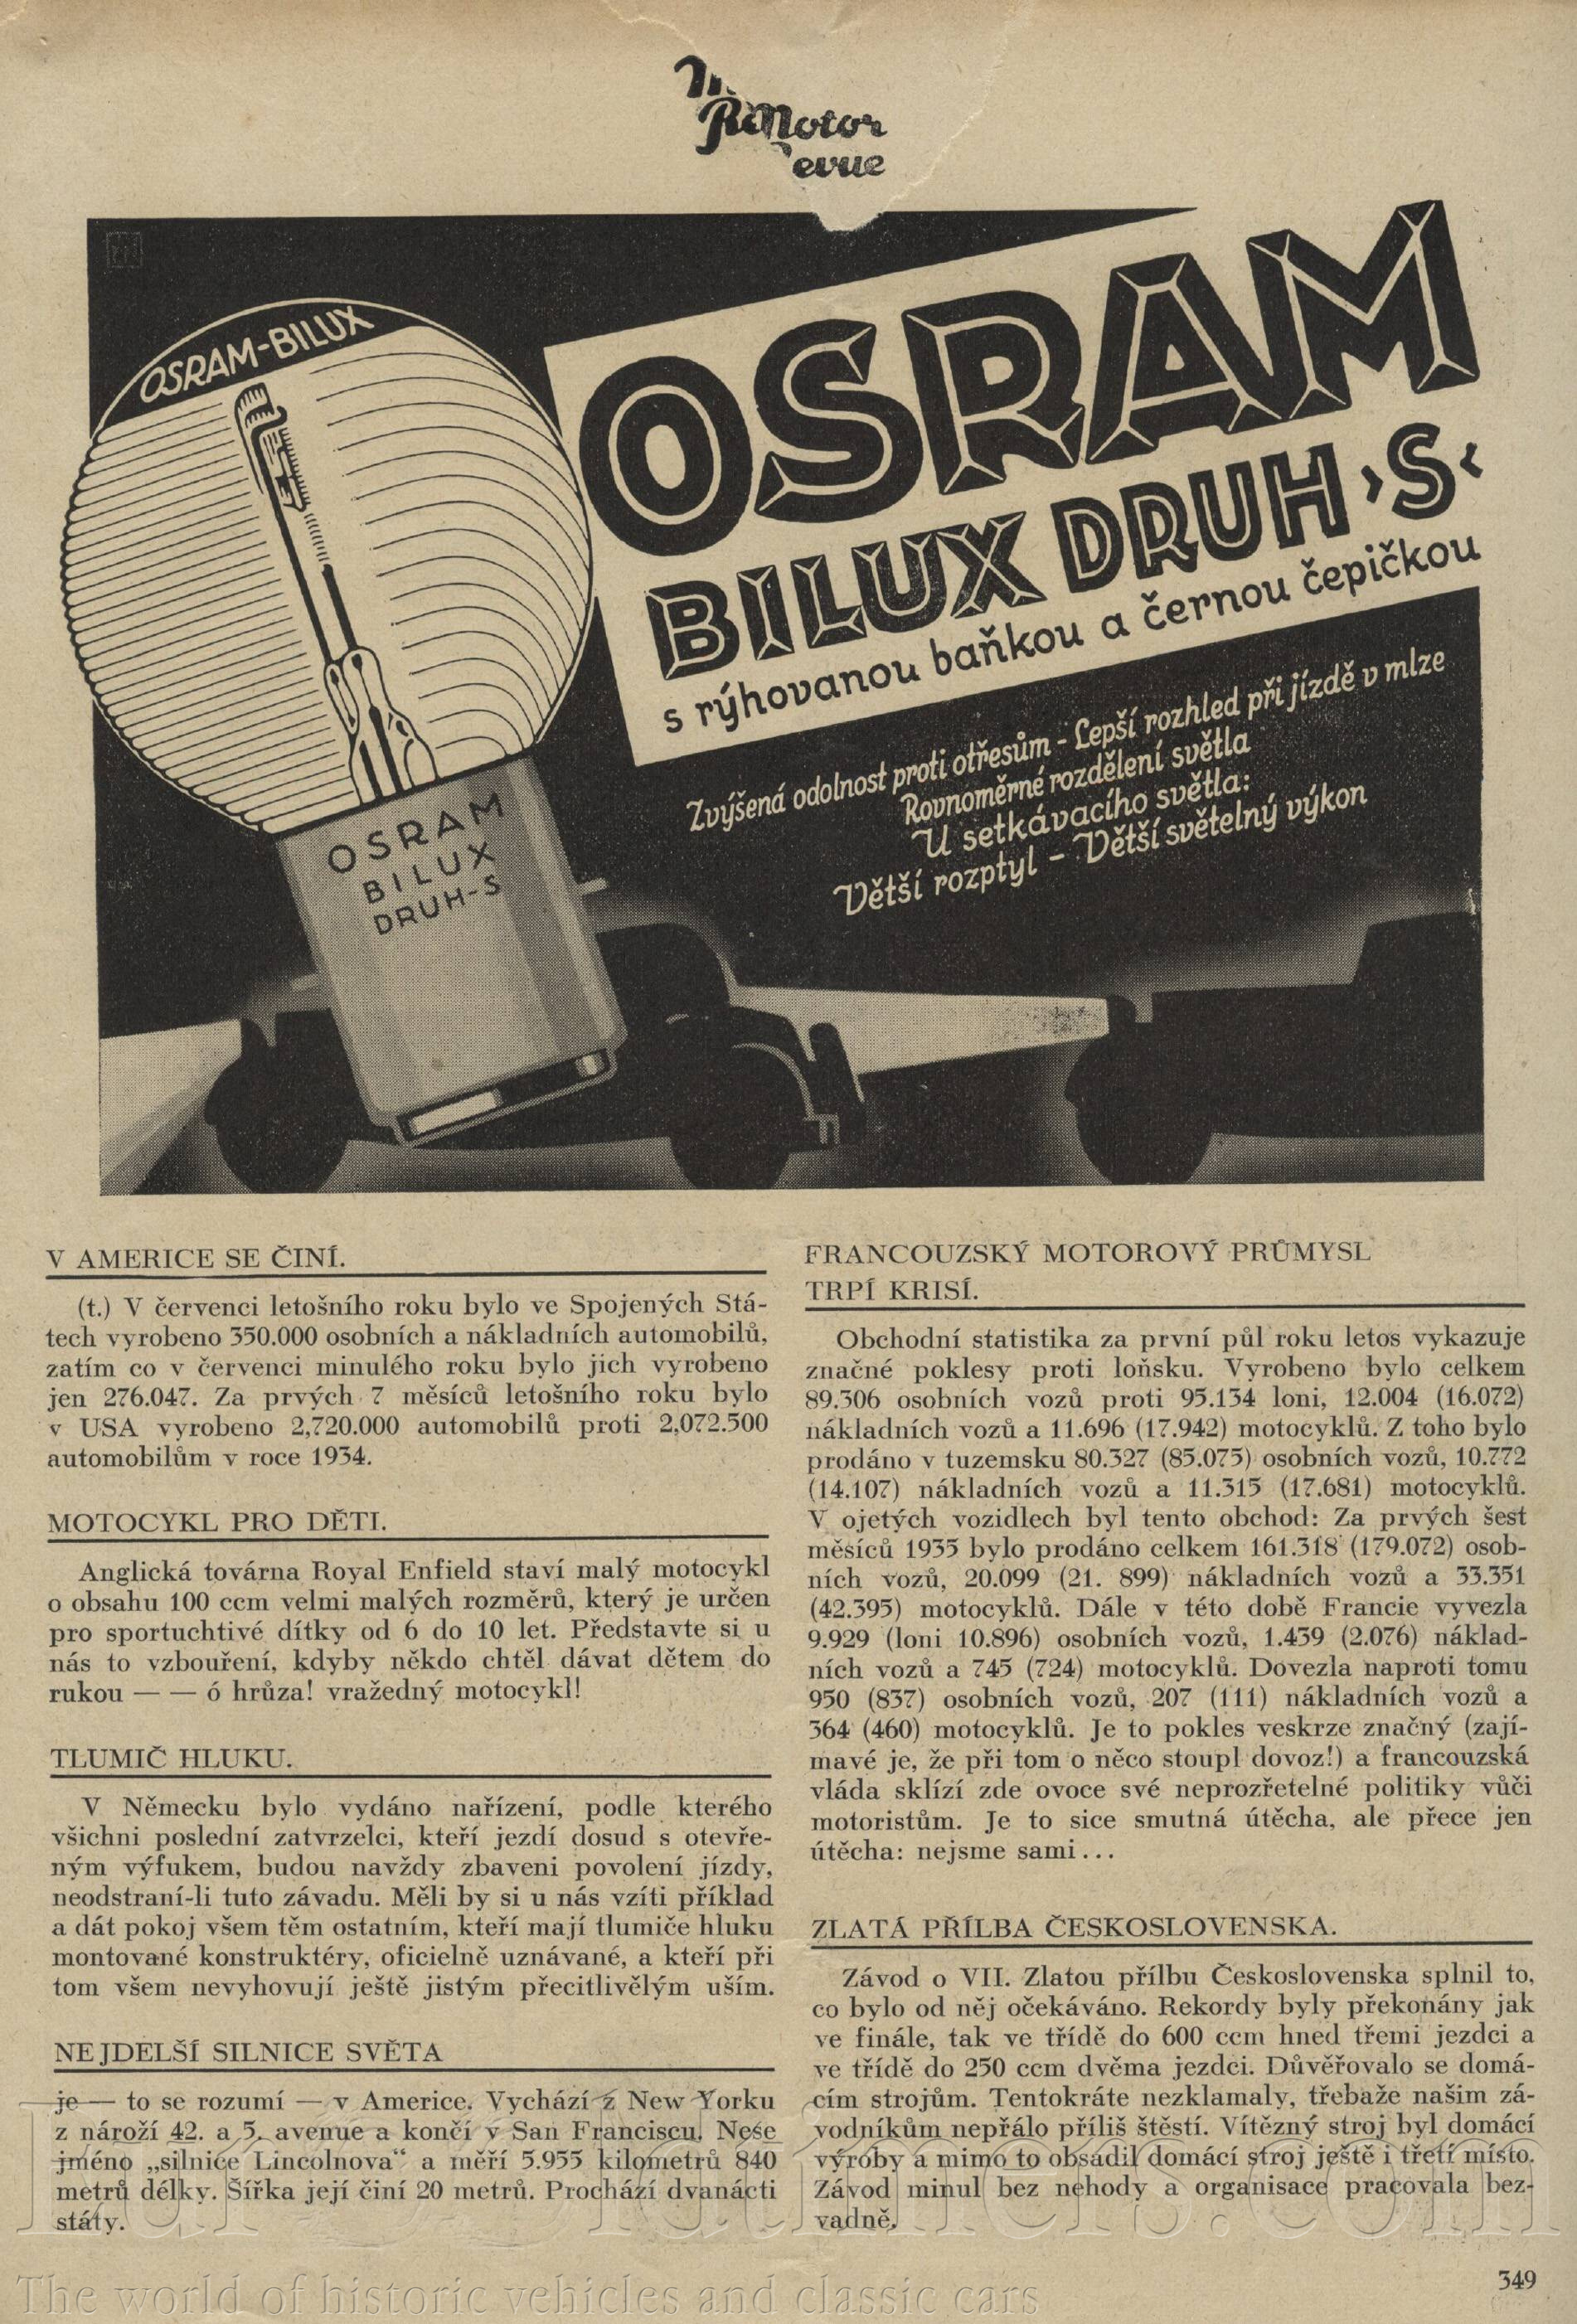 Motor
Revue
OSRAM-BILUX
OSRAM
BILUX DRUH ›S‹
s rýhovanou baňkou a černou čepičkou
Zvýšená odolnost proti otřesům - Lepší rozhled při jízdě v mlze
Rovnoměrné rozdělení světla
U setkávacího světla:
Větší rozptyl - Větší světelný výkon
OSRAM
BILUX
DRUH-S
V AMERICE SE ČINÍ.
(t.) V červenci letošního roku bylo ve Spojených Stá-
tech vyrobeno 350.000 osobních a nákladních automobilů,
zatím co v červenci minulého roku bylo jich vyrobeno
jen 276.047. Za prvých 7 měsíců letošního roku bylo
v USA vyrobeno 2,720.000 automobilů proti 2,072.500
automobilům v roce 1934.
MOTOCYKL PRO DĚTI.
Anglická továrna Royal Enfield staví malý motocykl
o obsahu 100 ccm velmi malých rozměrů, který je určen
pro sportuchtivé dítky od 6 do 10 let. Představte si u
nás to vzbouření, kdyby někdo chtěl dávat dětem do
rukou — — ó hrůza! vražedný motocykl!
TLUMIČ HLUKU.
V Německu bylo vydáno nařízení, podle kterého
všichni poslední zatvrzelci, kteří jezdí dosud s otevře-
ným výfukem, budou navždy zbaveni povolení jízdy,
neodstraní-li tuto závadu. Měli by si u nás vzíti příklad
a dát pokoj všem těm ostatním, kteří mají tlumiče hluku
montované konstruktéry, oficielně uznávané, a kteří při
tom všem nevyhovují ještě jistým přecitlivělým uším.
NEJDELŠÍ SILNICE SVĚTA
je — to se rozumí — v Americe. Vychází z New Yorku
z nároží 42. a 5. avenue a končí v San Franciscu. Nese
jméno „silnice Lincolnova“ a měří 5.955 kilometrů 840
metrů délky. Šířka její činí 20 metrů. Prochází dvanácti
státy.
FRANCOUZSKÝ MOTOROVÝ PRŮMYSL
TRPÍ KRISÍ.
Obchodní statistika za první půl roku letos vykazuje
značné poklesy proti loňsku. Vyrobeno bylo celkem
89.306 osobních vozů proti 95.134 loni, 12.004 (16.072)
nákladních vozů a 11.696 (17.942) motocyklů. Z toho bylo
prodáno v tuzemsku 80.327 (85.075) osobních vozů, 10.772
(14.107) nákladních vozů a 11.315 (17.681) motocyklů.
V ojetých vozidlech byl tento obchod: Za prvých šest
měsíců 1935 bylo prodáno celkem 161.318 (179.072) osob-
ních vozů, 20.099 (21. 899) nákladních vozů a 33.351
(42.395) motocyklů. Dále v této době Francie vyvezla
9.929 (loni 10.896) osobních vozů, 1.439 (2.076) náklad-
ních vozů a 745 (724) motocyklů. Dovezla naproti tomu
950 (837) osobních vozů, 207 (111) nákladních vozů a
364 (460) motocyklů. Je to pokles veskrze značný (zají-
mavé je, že při tom o něco stoupl dovoz!) a francouzská
vláda sklízí zde ovoce své neprozřetelné politiky vůči
motoristům. Je to sice smutná útěcha, ale přece jen
útěcha: nejsme sami...
ZLATÁ PŘÍLBA ČESKOSLOVENSKA.
Závod o VII. Zlatou přílbu Československa splnil to,
co bylo od něj očekáváno. Rekordy byly překonány jak
ve finále, tak ve třídě do 600 ccm hned třemi jezdci a
ve třídě do 250 ccm dvěma jezdci. Důvěřovalo se domá-
cím strojům. Tentokráte nezklamaly, třebaže našim zá-
vodníkům nepřálo příliš štěstí. Vítězný stroj byl domácí
výroby a mimo to obsádil domácí stroj ještě i třetí místo.
Závod minul bez nehody a organisace pracovala bez-
vadně.
349
The world of historic vehicles and classic cars